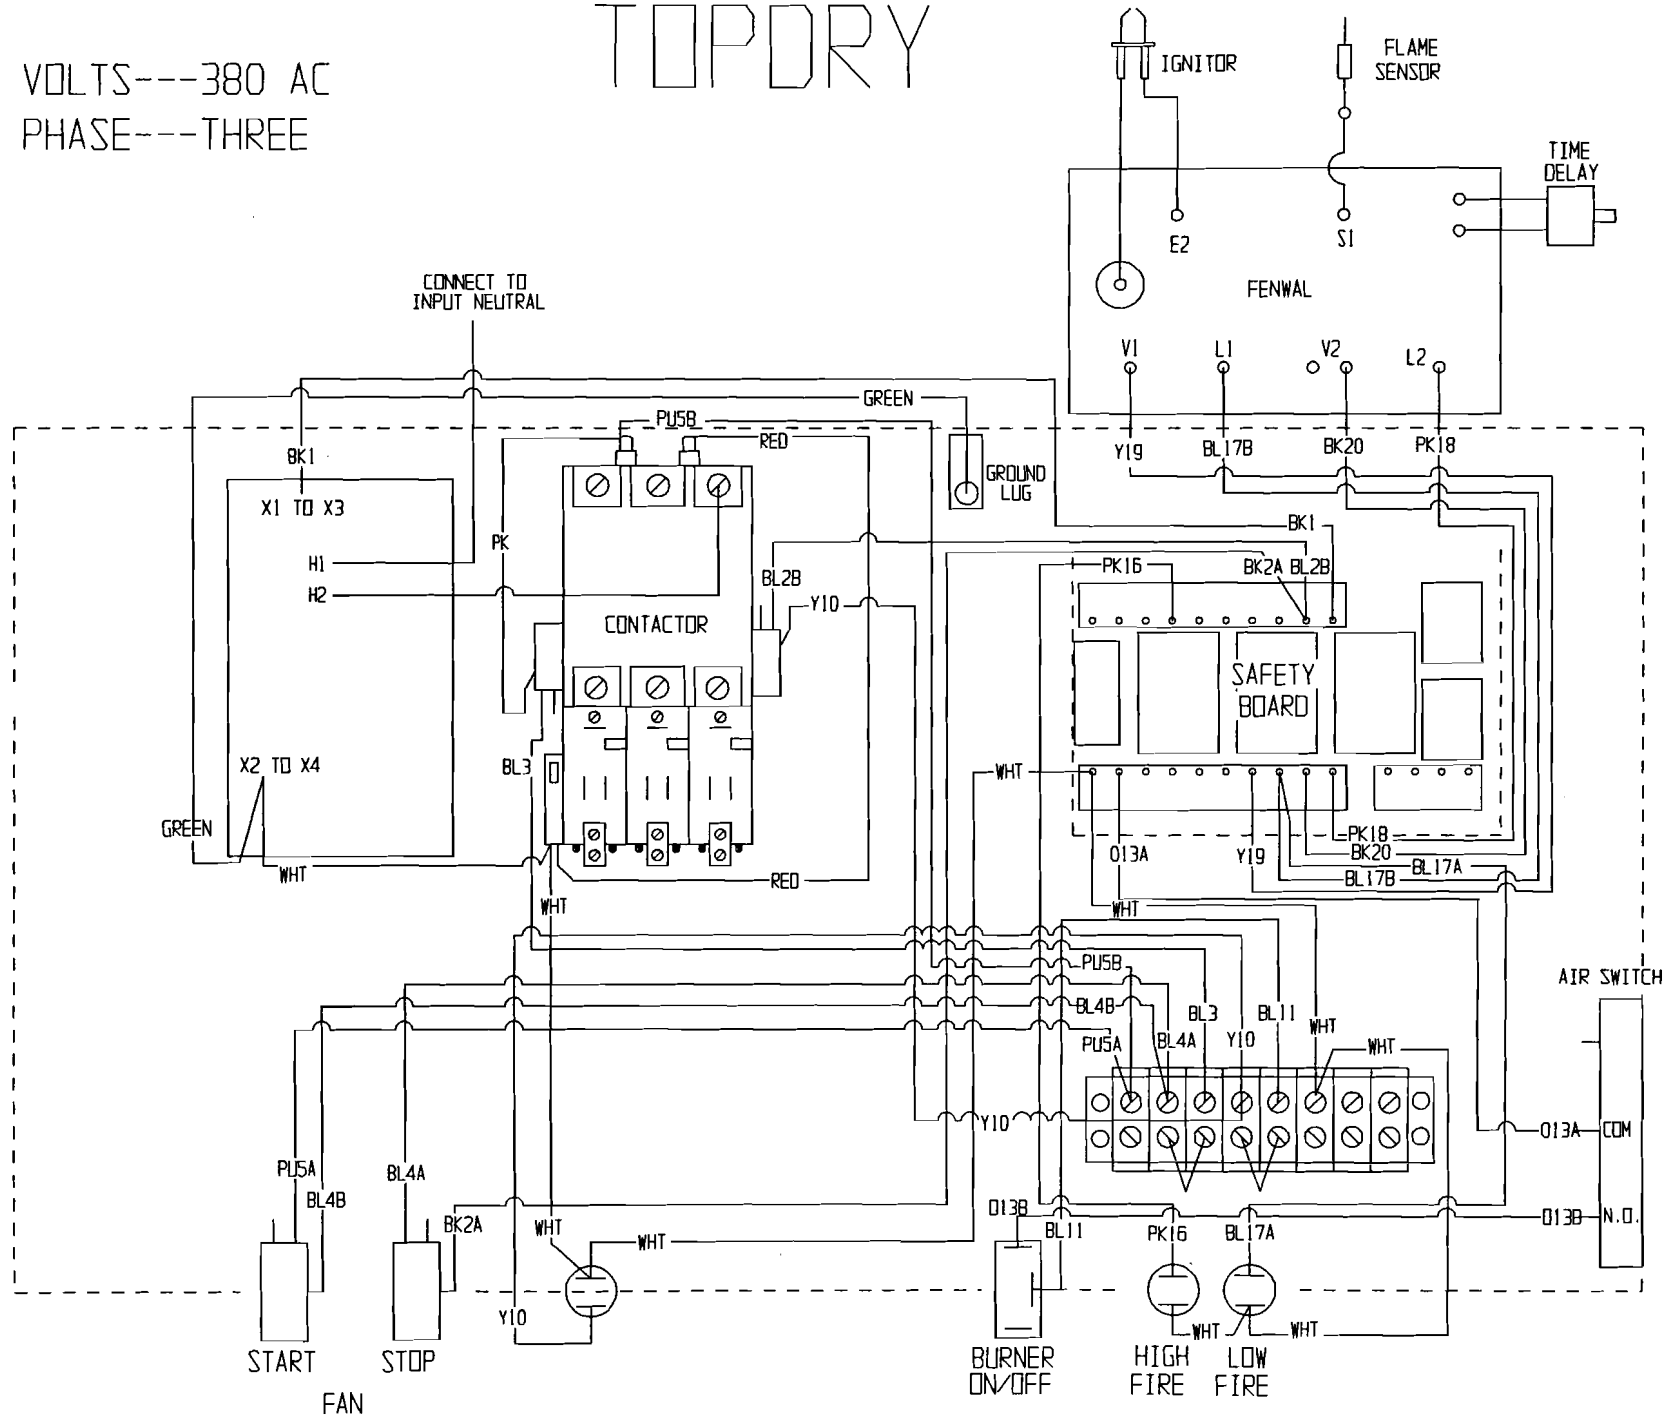 TOPDRY
VOLTS---380 AC
PHASE---THREE
IGNITOR
FLAME
SENSOR
TIME
DELAY
E2
S1
FENWAL
CONNECT TO
INPUT NEUTRAL
V1
L1
V2
L2
GREEN
PU5B
RED
BK1
Y19
BL17B
BK20
PK18
GROUND
LUG
X1 TO X3
BK1
PK
H1
BL2B
PK16
BK2A
BL2B
H2
Y10
CONTACTOR
SAFETY
BOARD
X2 TO X4
BL3
WHT
GREEN
PK18
O13A
Y19
BK20
BL17A
WHT
RED
BL17B
WHT
WHT
PU5B
AIR SWITCH
BL4B
BL3
BL11
WHT
PU5A
BL4A
Y10
WHT
Y10
O13A
COM
PU5A
BL4A
BL4B
BK2A
WHT
WHT
O13B
BL11
PK16
BL17A
O13B
N.O.
Y10
WHT
WHT
START
STOP
BURNER
ON/OFF
HIGH
FIRE
LOW
FIRE
FAN